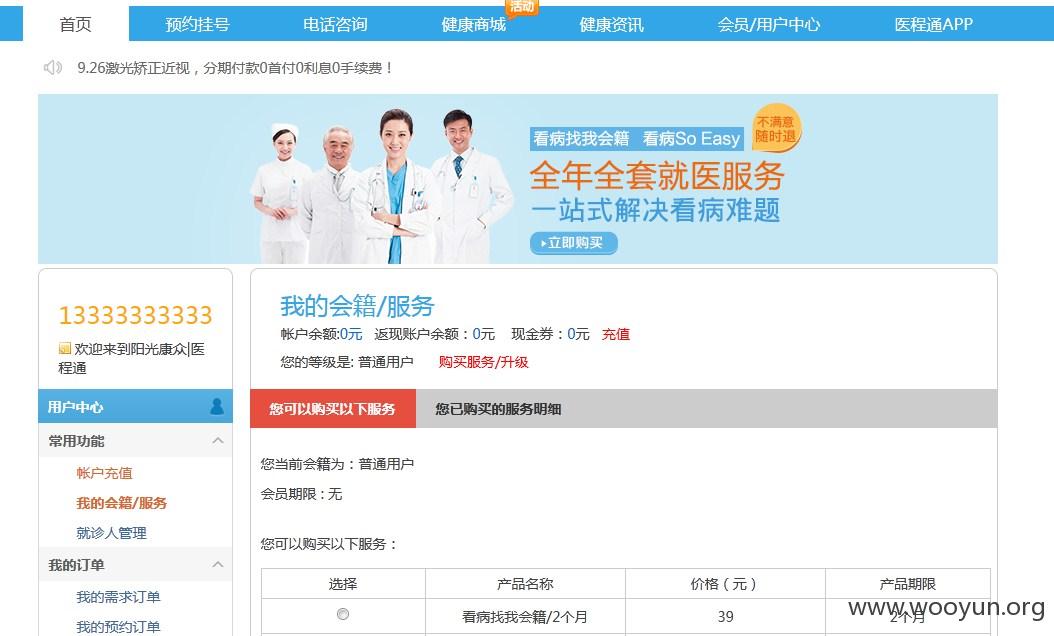 活动
首页 预约挂号 电话咨询 健康商城 健康资讯 会员/用户中心 医程通APP
9.26激光矫正近视，分期付款0首付0利息0手续费！
不满意
随时退
看病找我会籍 看病So Easy
全年全套就医服务
一站式解决看病难题
立即购买
13333333333
欢迎来到阳光康众|医
程通
用户中心
常用功能
帐户充值
我的会籍/服务
就诊人管理
我的订单
我的需求订单
我的预约订单
我的会籍/服务
帐户余额:0元 返现账户余额：0元 现金券：0元 充值
您的等级是: 普通用户 购买服务/升级
您可以购买以下服务 您已购买的服务明细
您当前会籍为：普通用户
会员期限：无
您可以购买以下服务：
选择 产品名称 价格（元） 产品期限
看病找我会籍/2个月 39 2个月
www.wooyun.org